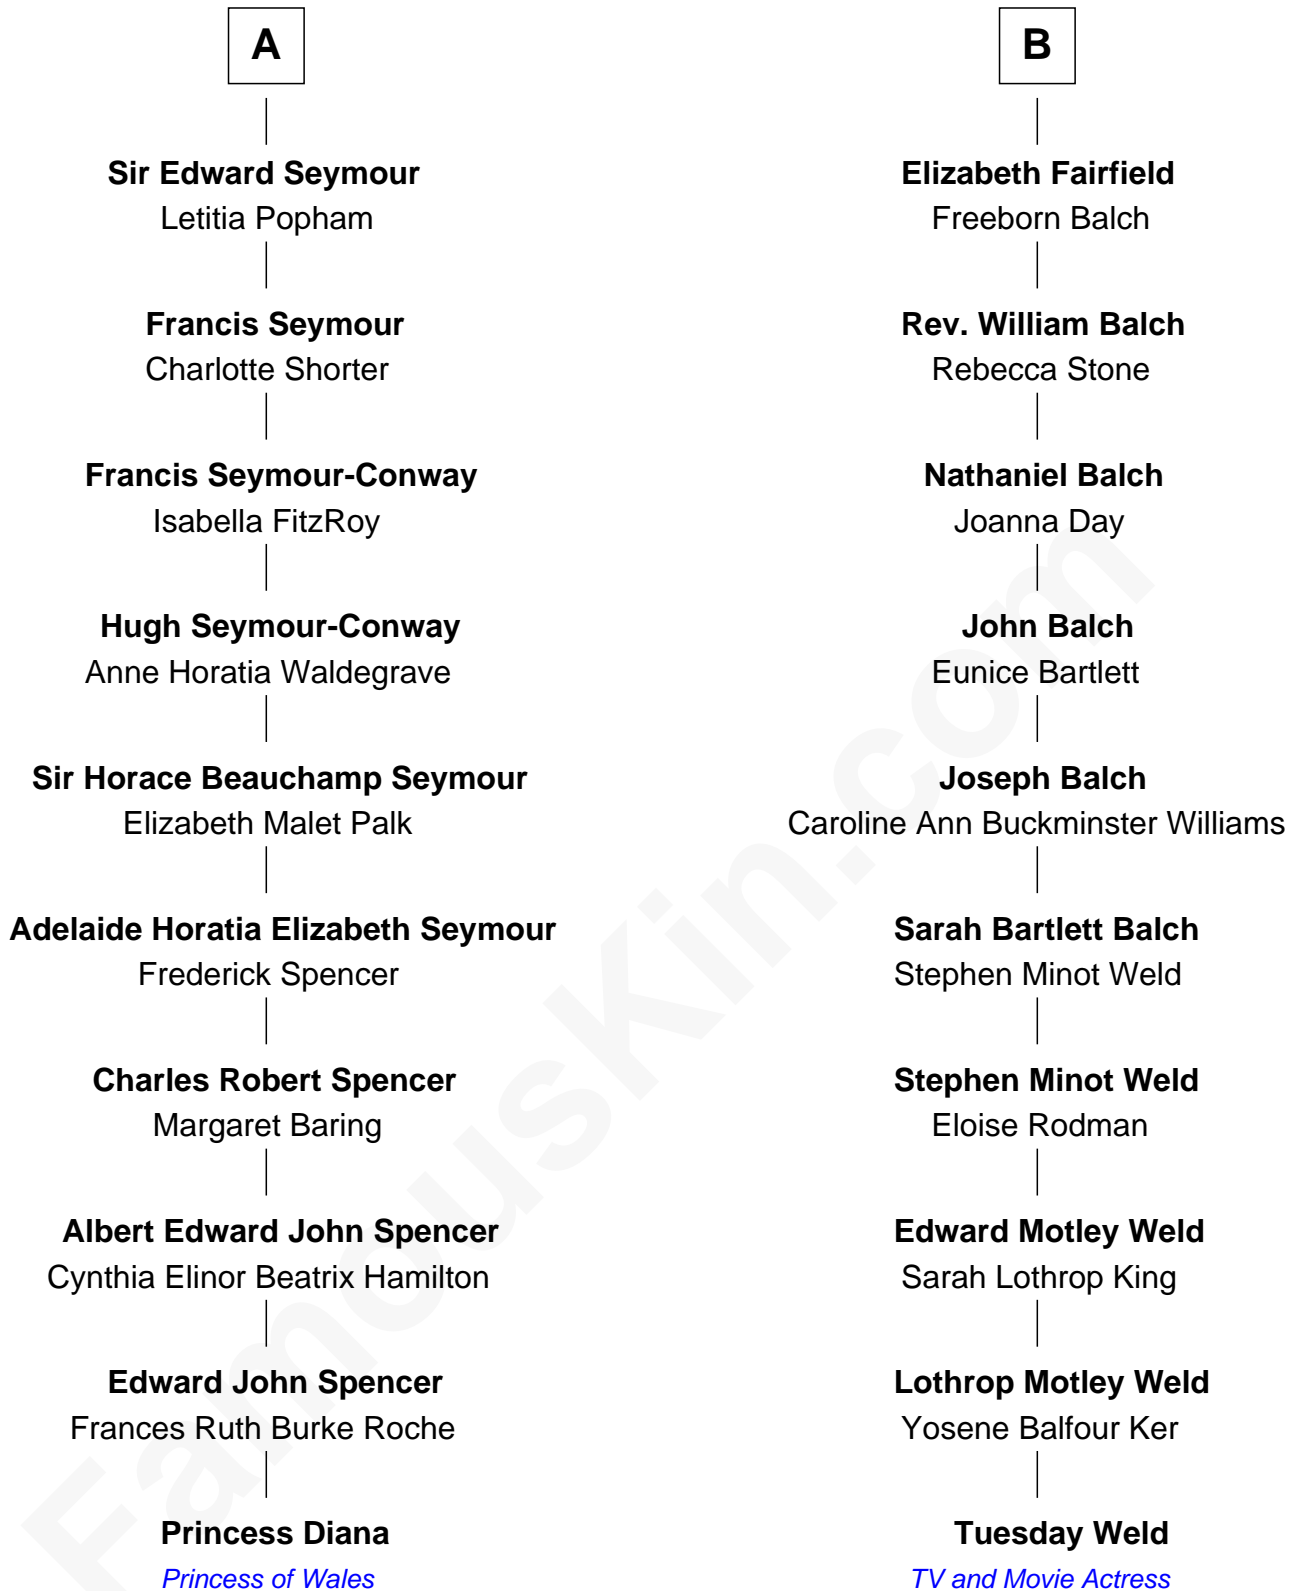 A
Sir Edward Seymour
Letitia Popham
Francis Seymour
Charlotte Shorter
Francis Seymour-Conway
Isabella FitzRoy
Hugh Seymour-Conway
Anne Horatia Waldegrave
Sir Horace Beauchamp Seymour
Elizabeth Malet Palk
Adelaide Horatia Elizabeth Seymour
Frederick Spencer
Charles Robert Spencer
Margaret Baring
Albert Edward John Spencer
Cynthia Elinor Beatrix Hamilton
Edward John Spencer
Frances Ruth Burke Roche
Princess Diana
Princess of Wales
B
Elizabeth Fairfield
Freeborn Balch
Rev. William Balch
Rebecca Stone
Nathaniel Balch
Joanna Day
John Balch
Eunice Bartlett
Joseph Balch
Caroline Ann Buckminster Williams
Sarah Bartlett Balch
Stephen Minot Weld
Stephen Minot Weld
Eloise Rodman
Edward Motley Weld
Sarah Lothrop King
Lothrop Motley Weld
Yosene Balfour Ker
Tuesday Weld
TV and Movie Actress
FamousKin.com